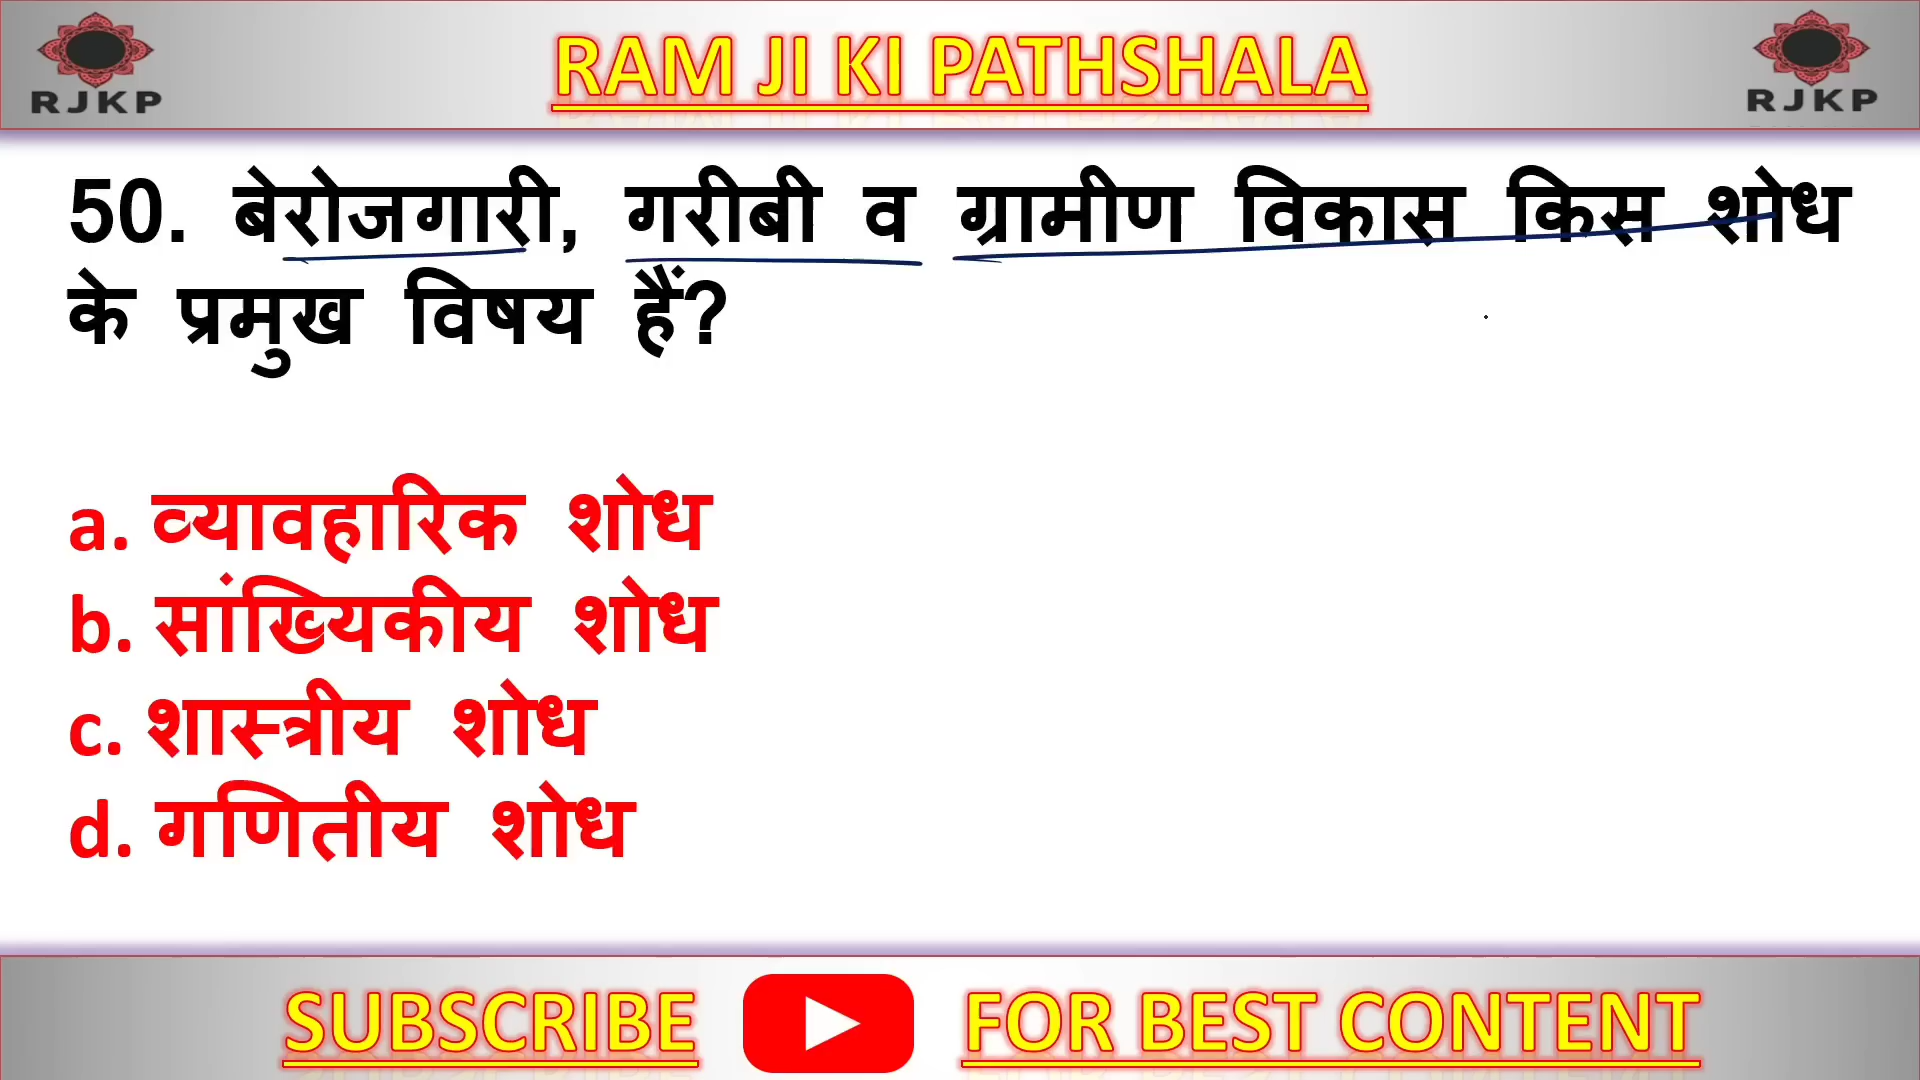 RJKP
RAM JI KI PATHSHALA
RJKP
50. बेरोजगारी, गरीबी व ग्रामीण विकास किस शोध
के प्रमुख विषय हैं?
a. व्यावहारिक शोध
b. सांख्यिकीय शोध
c. शास्त्रीय शोध
d. गणितीय शोध
SUBSCRIBE FOR BEST CONTENT